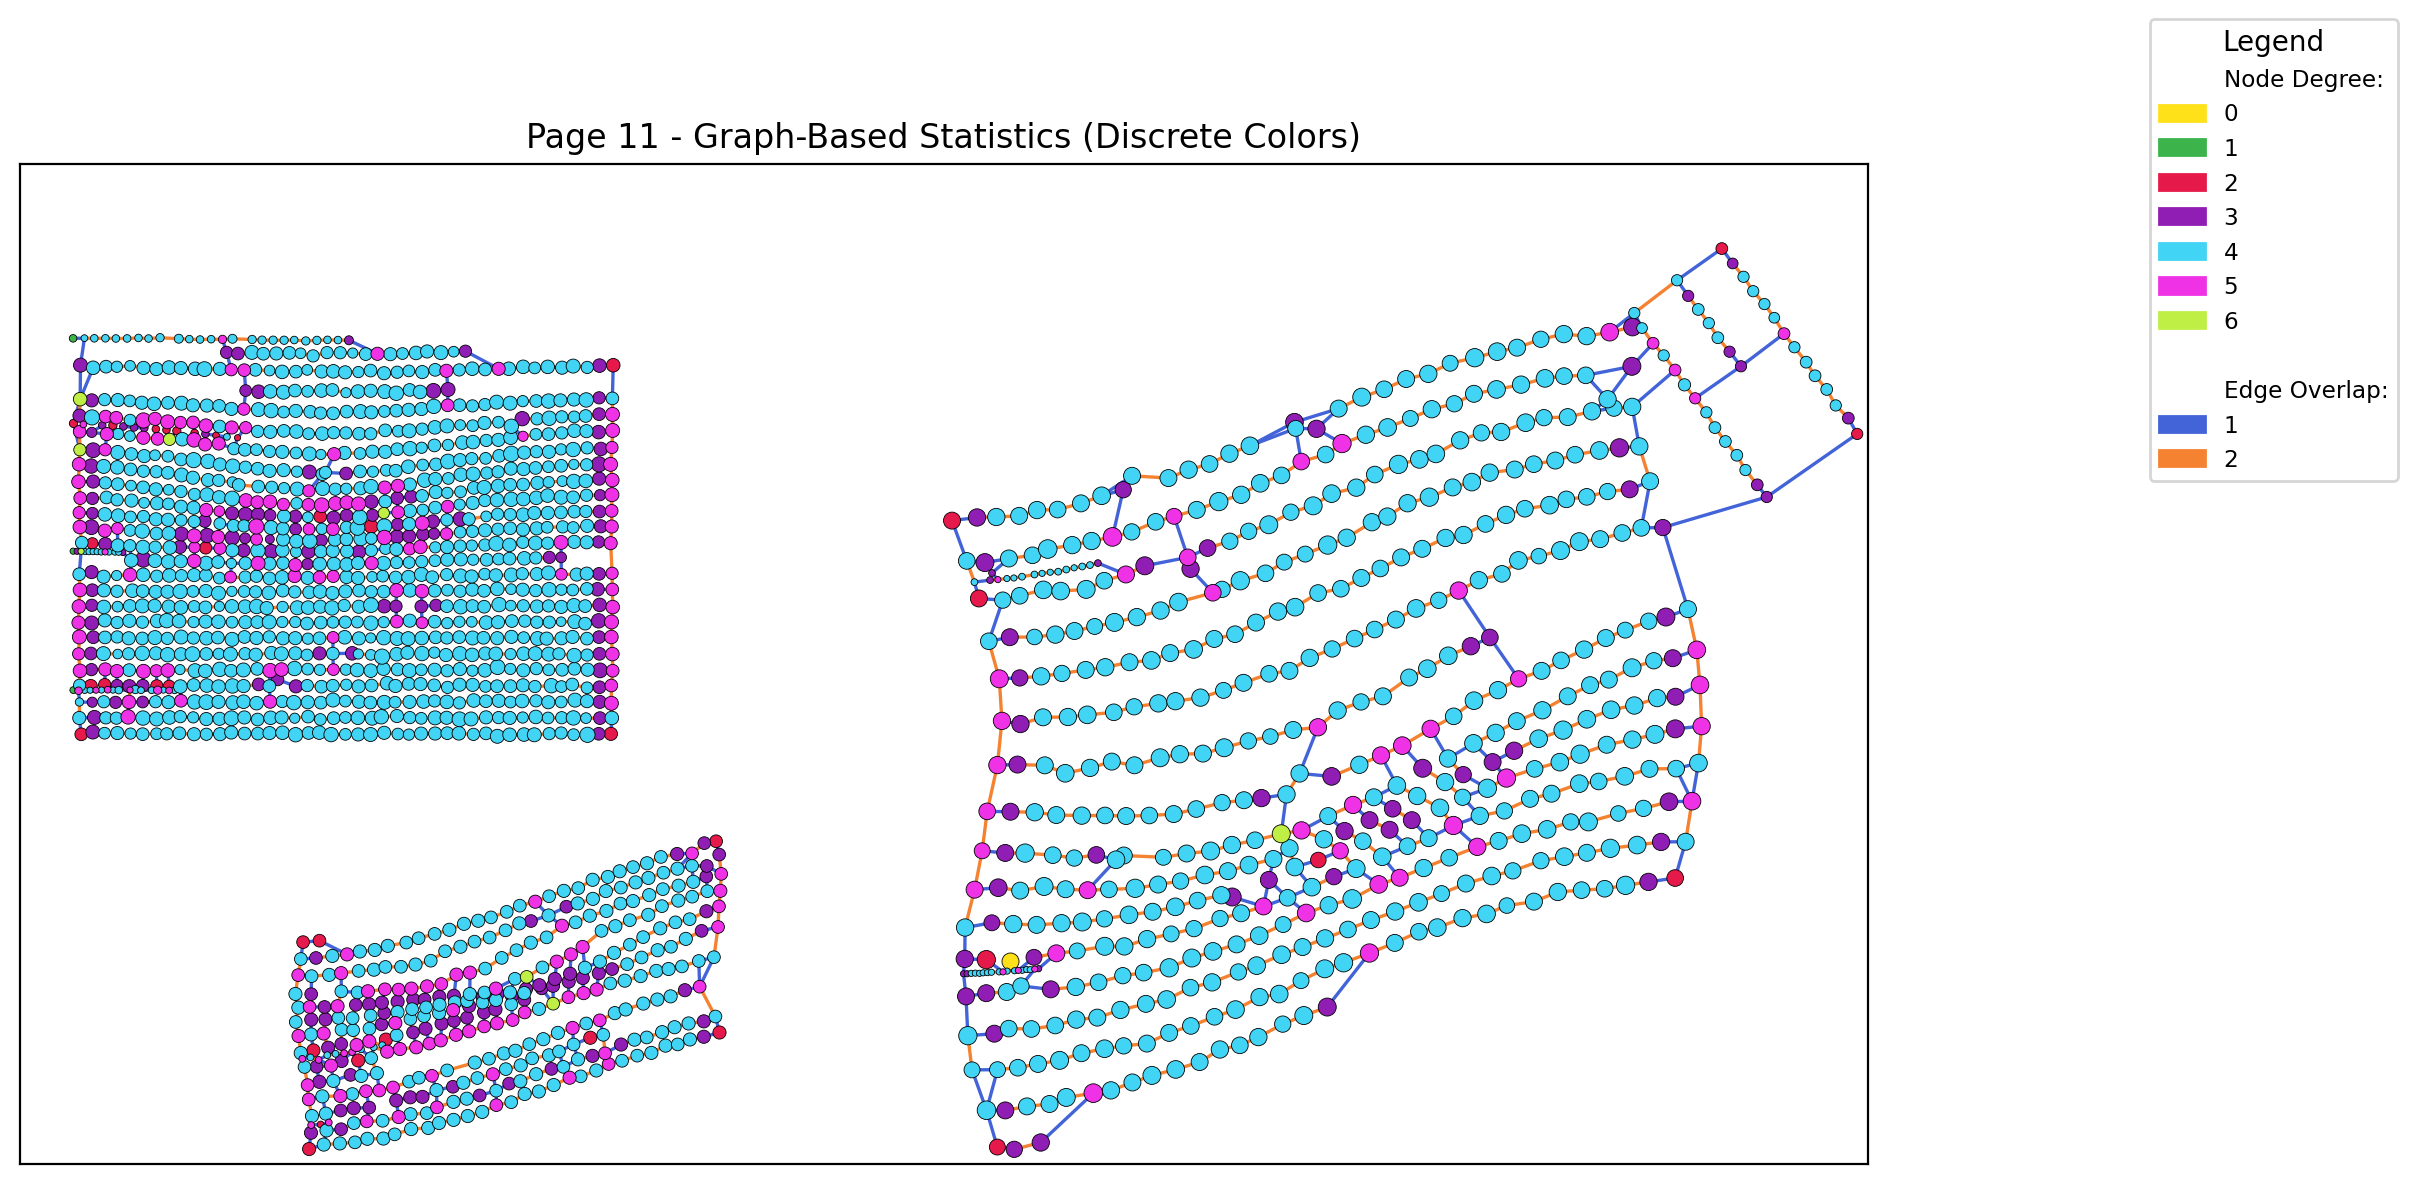 Page 11 - Graph-Based Statistics (Discrete Colors)
Legend
Node Degree:
0
1
2
3
4
5
6
Edge Overlap:
1
2